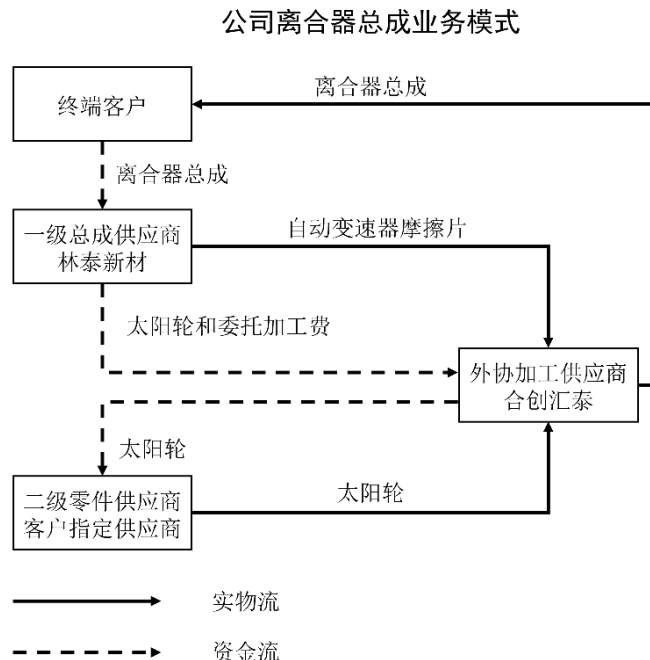 公司离合器总成业务模式
离合器总成
终端客户
离合器总成
一级总成供应商
林泰新材
自动变速器摩擦片
太阳轮和委托加工费
外协加工供应商
合创汇泰
太阳轮
二级零件供应商
客户指定供应商
太阳轮
实物流
资金流